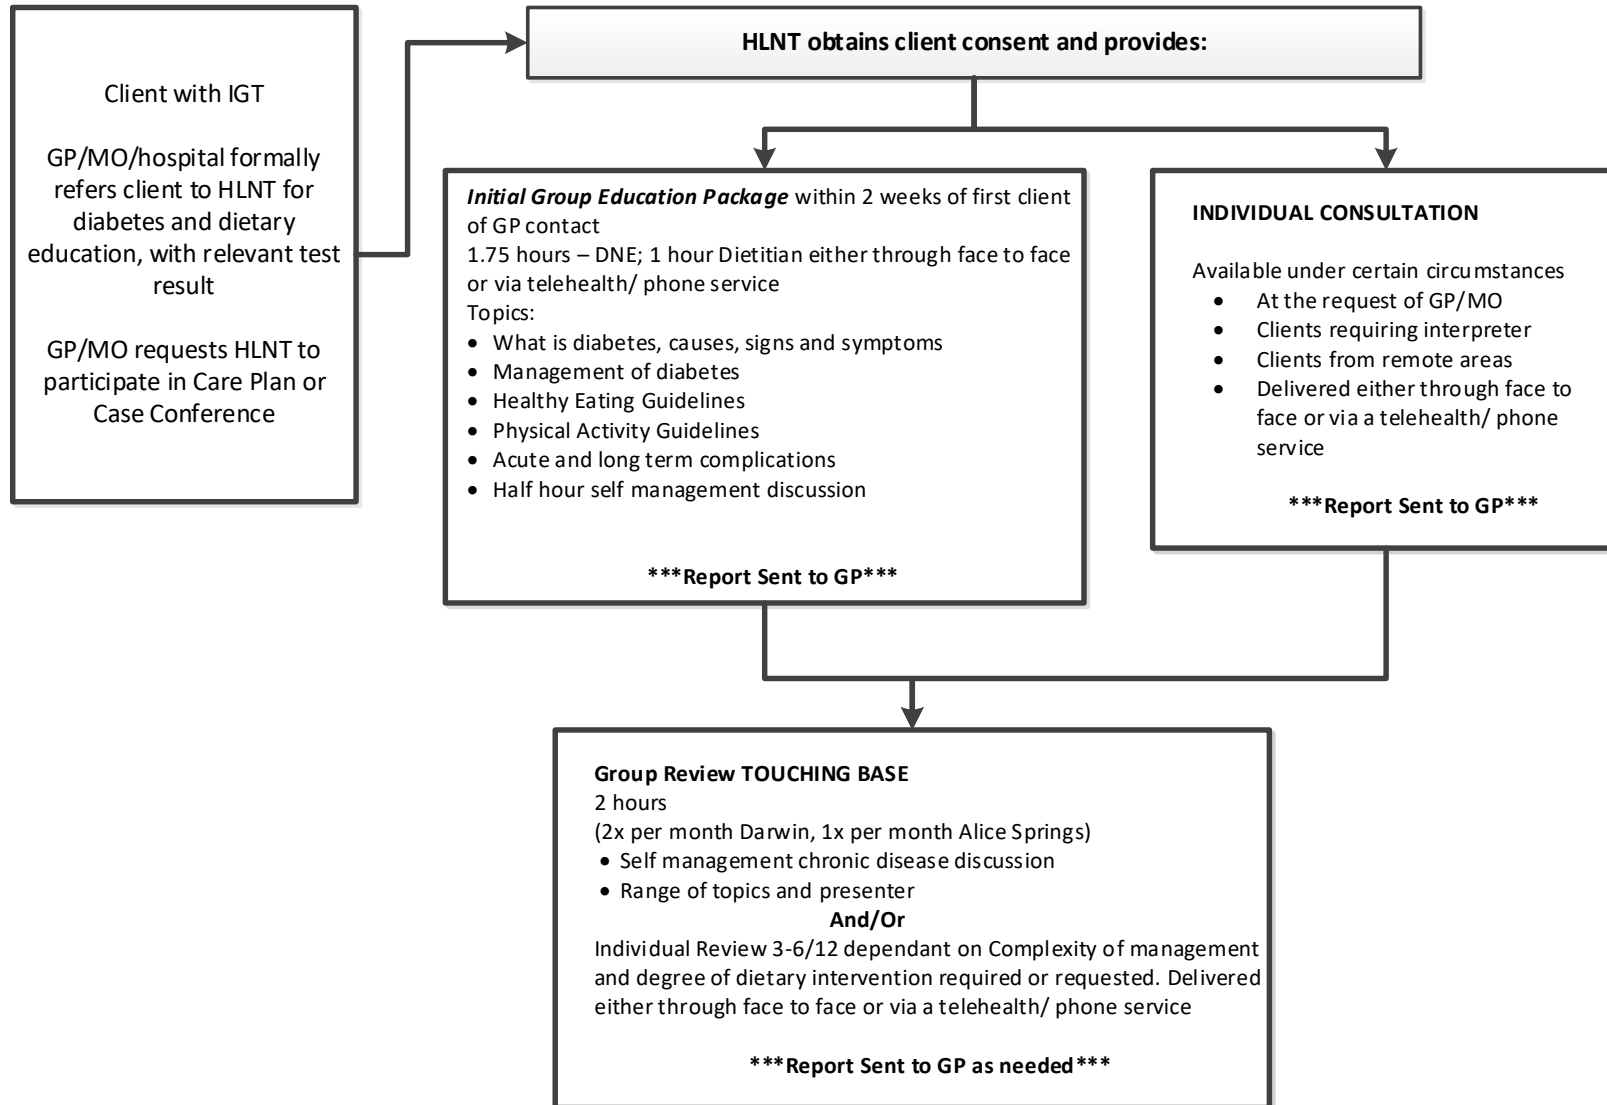 HLNT obtains client consent and provides:
Client with IGT
GP/MO/hospital formally
refers client to HLNT for
diabetes and dietary
education, with relevant test
result
GP/MO requests HLNT to
participate in Care Plan or
Case Conference
Initial Group Education Package within 2 weeks of first client
of GP contact
1.75 hours – DNE; 1 hour Dietitian either through face to face
or via telehealth/ phone service
Topics:
• What is diabetes, causes, signs and symptoms
• Management of diabetes
• Healthy Eating Guidelines
• Physical Activity Guidelines
• Acute and long term complications
• Half hour self management discussion
***Report Sent to GP***
INDIVIDUAL CONSULTATION
Available under certain circumstances
• At the request of GP/MO
• Clients requiring interpreter
• Clients from remote areas
• Delivered either through face to
face or via a telehealth/ phone
service
***Report Sent to GP***
Group Review TOUCHING BASE
2 hours
(2x per month Darwin, 1x per month Alice Springs)
• Self management chronic disease discussion
• Range of topics and presenter
And/Or
Individual Review 3-6/12 dependant on Complexity of management
and degree of dietary intervention required or requested. Delivered
either through face to face or via a telehealth/ phone service
***Report Sent to GP as needed***